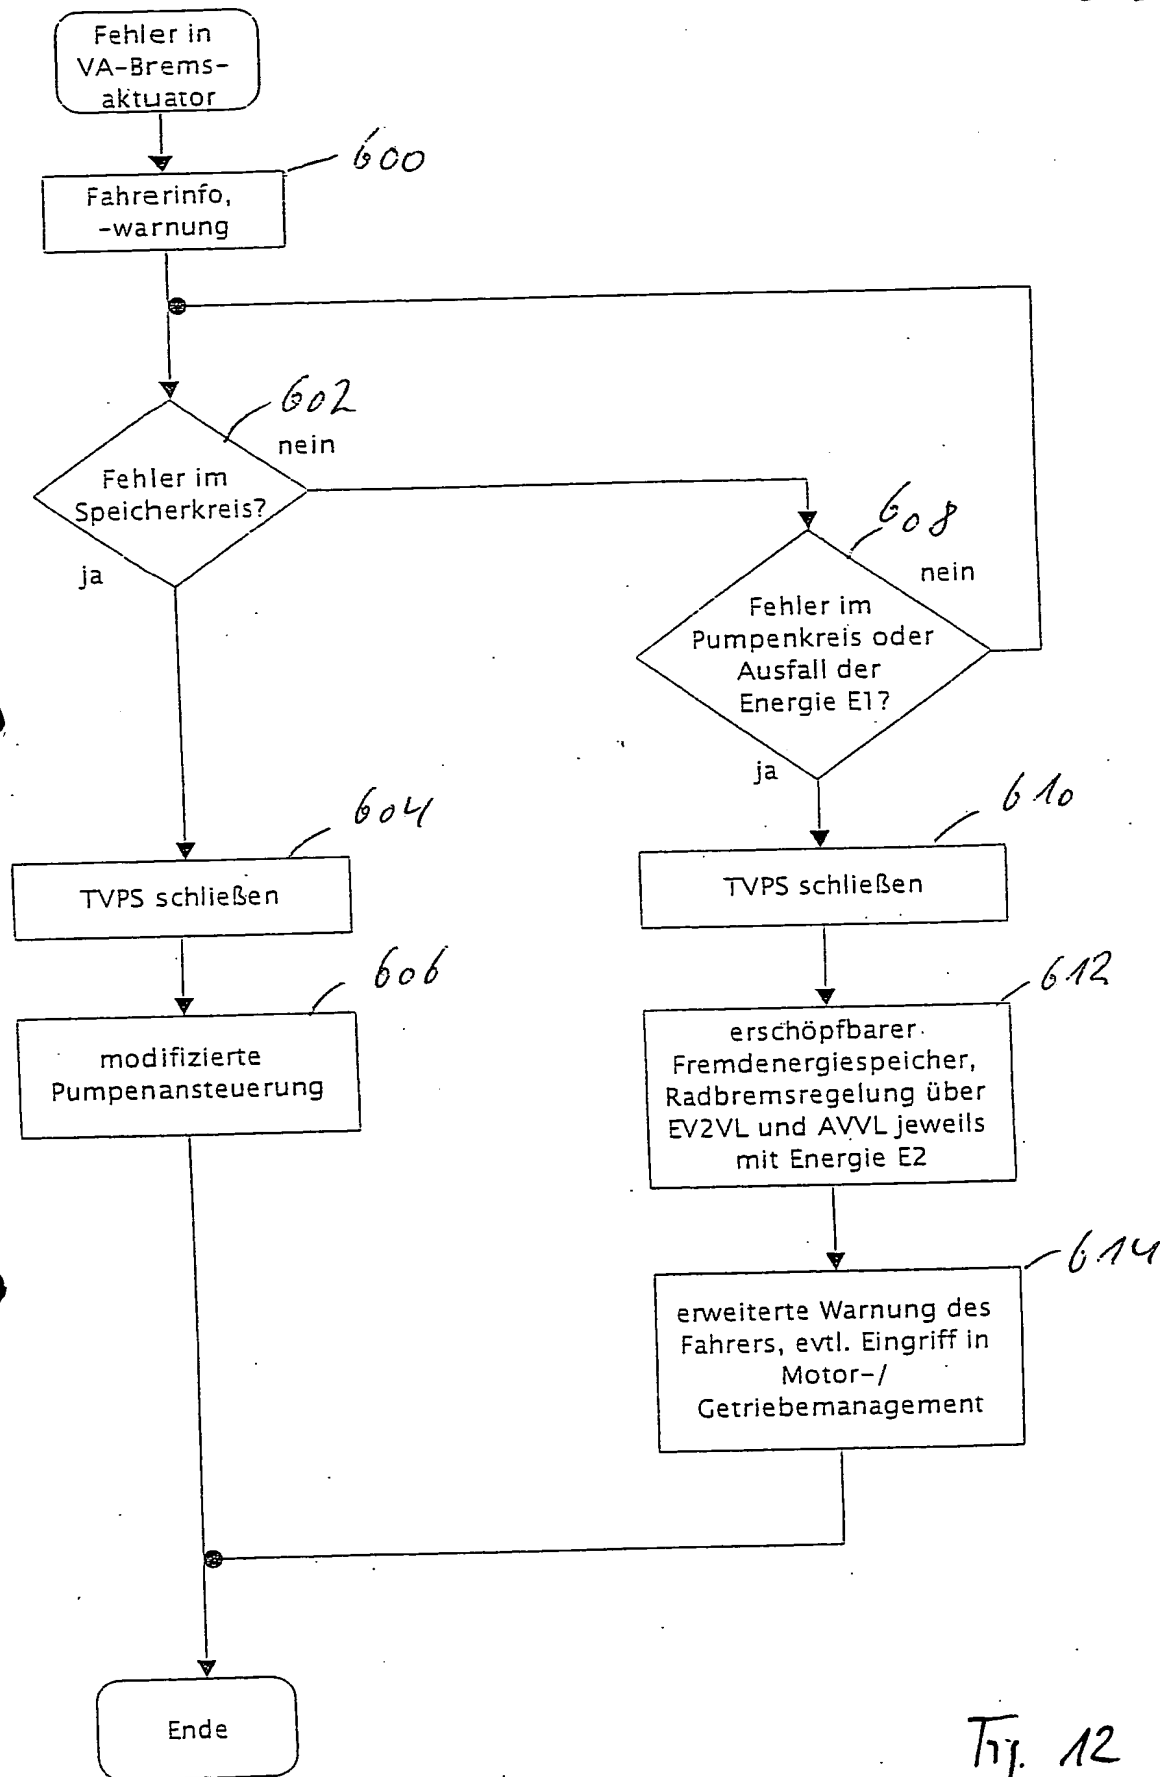 Fehler in
VA-Brems-
aktuator
600
Fahrerinfo,
-warnung
602
nein
Fehler im
Speicherkreis?
ja
608
nein
Fehler im
Pumpenkreis oder
Ausfall der
Energie E1?
ja
604
TVPS schließen
610
TVPS schließen
606
modifizierte
Pumpenansteuerung
612
erschöpfbarer
Fremdenergiespeicher,
Radbremsregelung über
EV2VL und AVVL jeweils
mit Energie E2
614
erweiterte Warnung des
Fahrers, evtl. Eingriff in
Motor-/
Getriebemanagement
Ende
Fig. 12